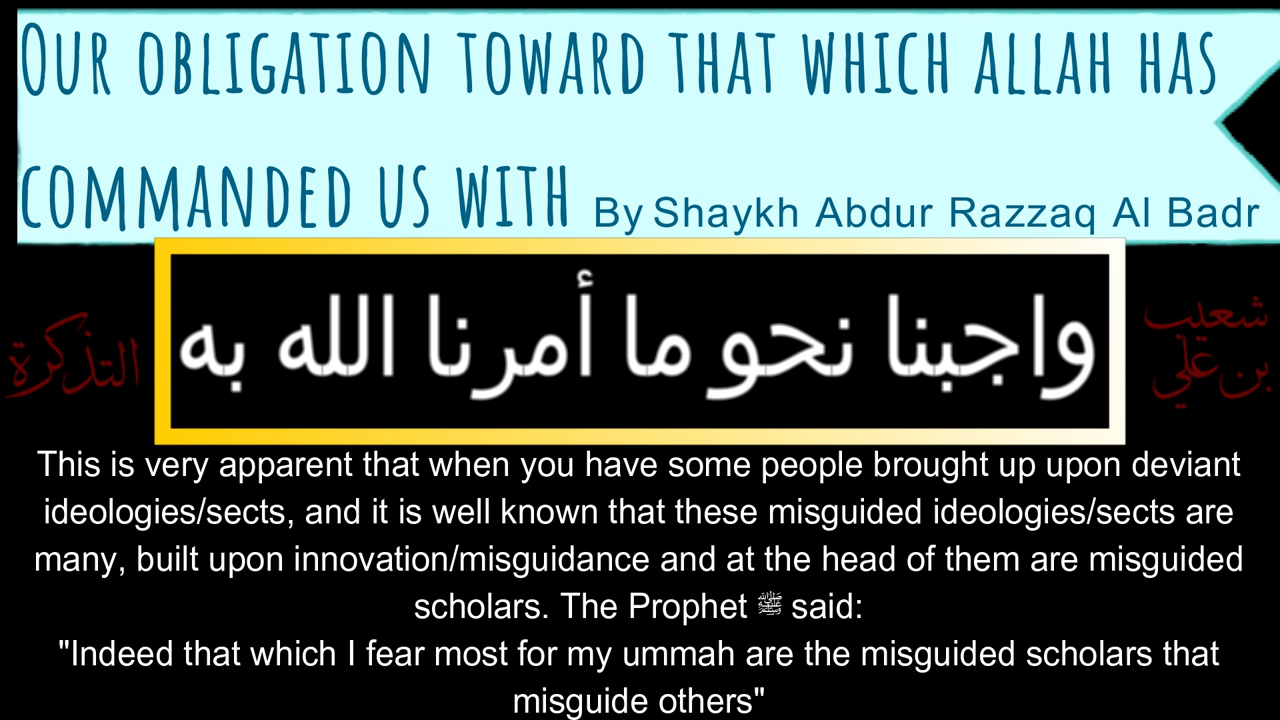 OUR OBLIGATION TOWARD THAT WHICH ALLAH HAS
COMMANDED US WITH By Shaykh Abdur Razzaq Al Badr
واجبنا نحو ما أمرنا الله به
شعيب
بن علي
التذكرة
This is very apparent that when you have some people brought up upon deviant
ideologies/sects, and it is well known that these misguided ideologies/sects are
many, built upon innovation/misguidance and at the head of them are misguided
scholars. The Prophet ﷺ said:
"Indeed that which I fear most for my ummah are the misguided scholars that
misguide others"